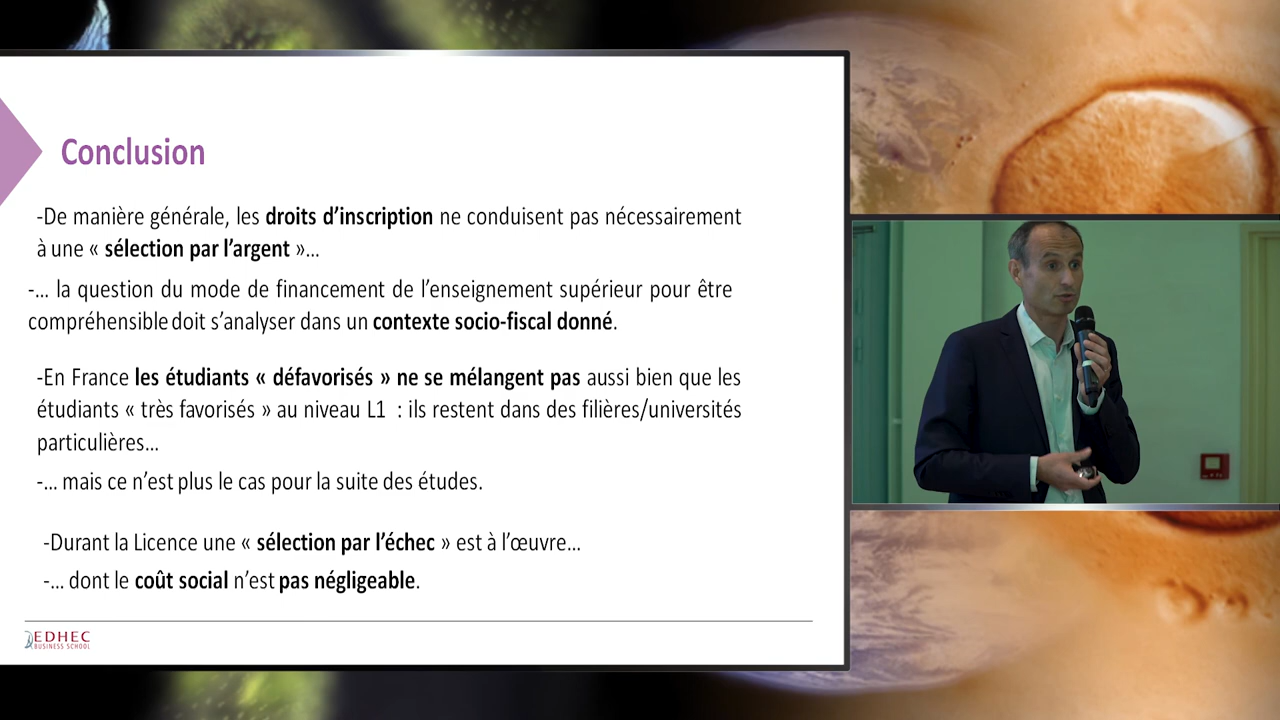 Conclusion
-De manière générale, les droits d’inscription ne conduisent pas nécessairement
à une « sélection par l’argent »...
-... la question du mode de financement de l’enseignement supérieur pour être
compréhensible doit s’analyser dans un contexte socio-fiscal donné.
-En France les étudiants « défavorisés » ne se mélangent pas aussi bien que les
étudiants « très favorisés » au niveau L1 : ils restent dans des filières/universités
particulières...
-... mais ce n’est plus le cas pour la suite des études.
-Durant la Licence une « sélection par l’échec » est à l’œuvre...
-... dont le coût social n’est pas négligeable.
EDHEC
BUSINESS SCHOOL